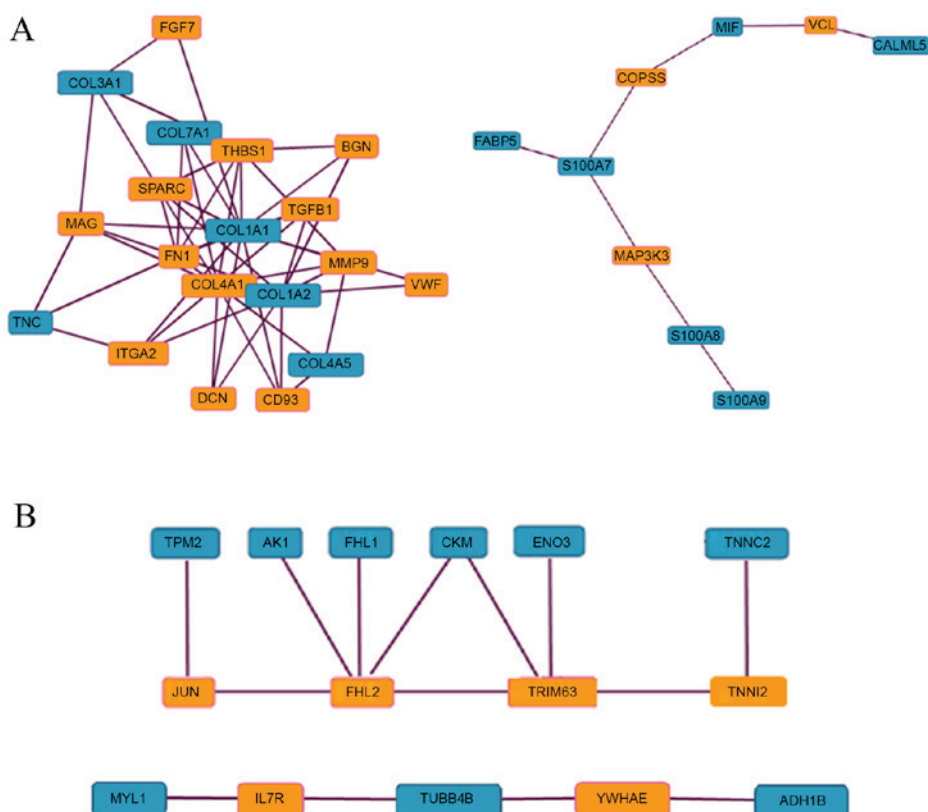 A
FGF7
COL3A1
COL7A1
THBS1
BGN
SPARC
TGFB1
MAG
COL1A1
FN1
MMP9
COL4A1
COL1A2
VWF
TNC
ITGA2
COL4A5
DCN
CD93
MIF
VCL
CALML5
COPSS
FABP5
S100A7
MAP3K3
S100A8
S100A9
B
TPM2
AK1
FHL1
CKM
ENO3
TNNC2
JUN
FHL2
TRIM63
TNNI2
MYL1
IL7R
TUBB4B
YWHAE
ADH1B